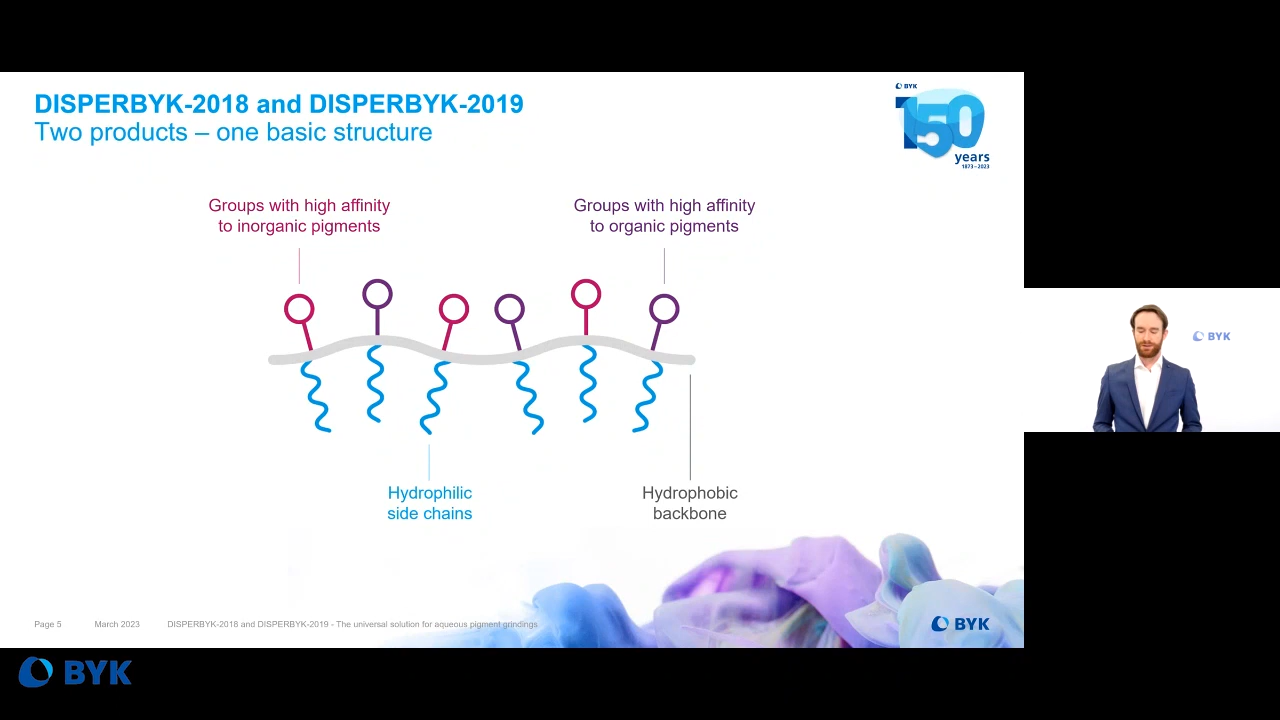 DISPERBYK-2018 and DISPERBYK-2019
Two products – one basic structure
BYK
150
years
1873–2023
Groups with high affinity
to inorganic pigments
Groups with high affinity
to organic pigments
BYK
Hydrophilic
side chains
Hydrophobic
backbone
Page 5
March 2023
DISPERBYK-2018 and DISPERBYK-2019 - The universal solution for aqueous pigment grindings
BYK
BYK